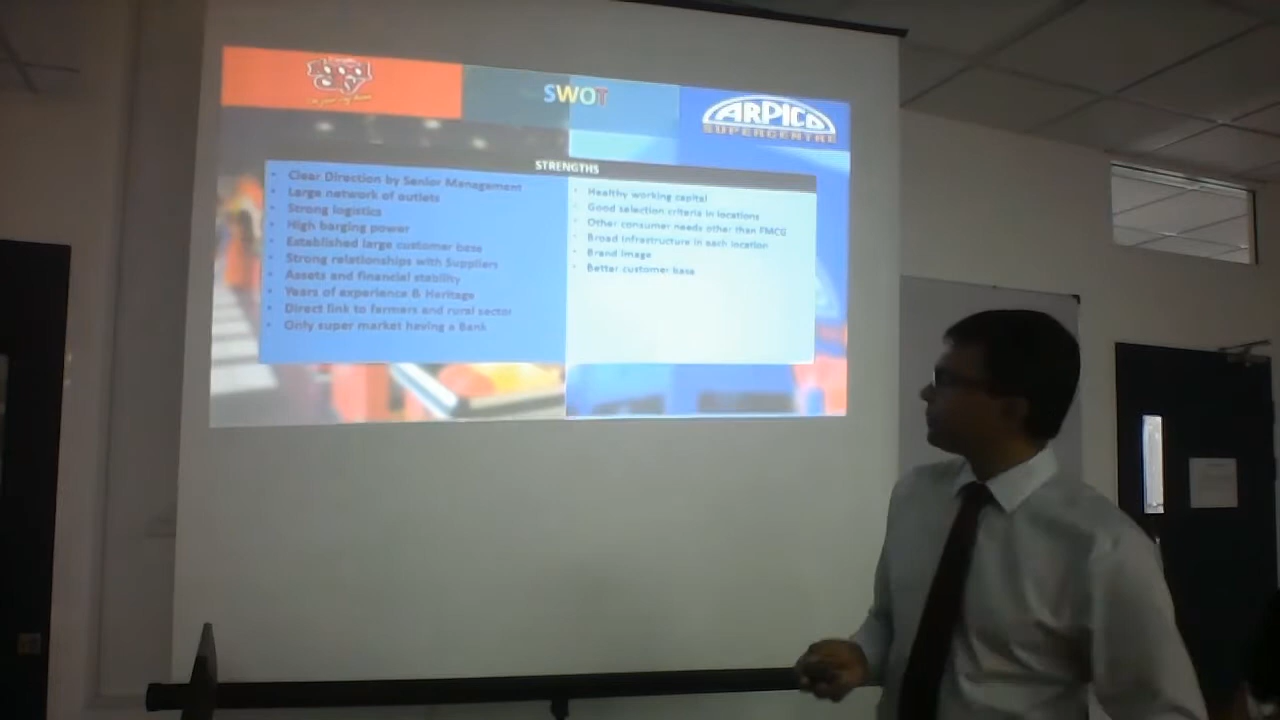 SWOT
ARPICO
SUPERCENTRE
STRENGTHS
• Clear Direction by Senior Management
• Large network of outlets
• Strong logistics
• High barging power
• Established large customer base
• Strong relationships with Suppliers
• Assets and financial stability
• Years of experience & Heritage
• Direct link to farmers and rural sector
• Only super market having a Bank
• Healthy working capital
• Good selection criteria in locations
• Other consumer needs other than FMCG
• Broad infrastructure in each location
• Brand image
• Better customer base